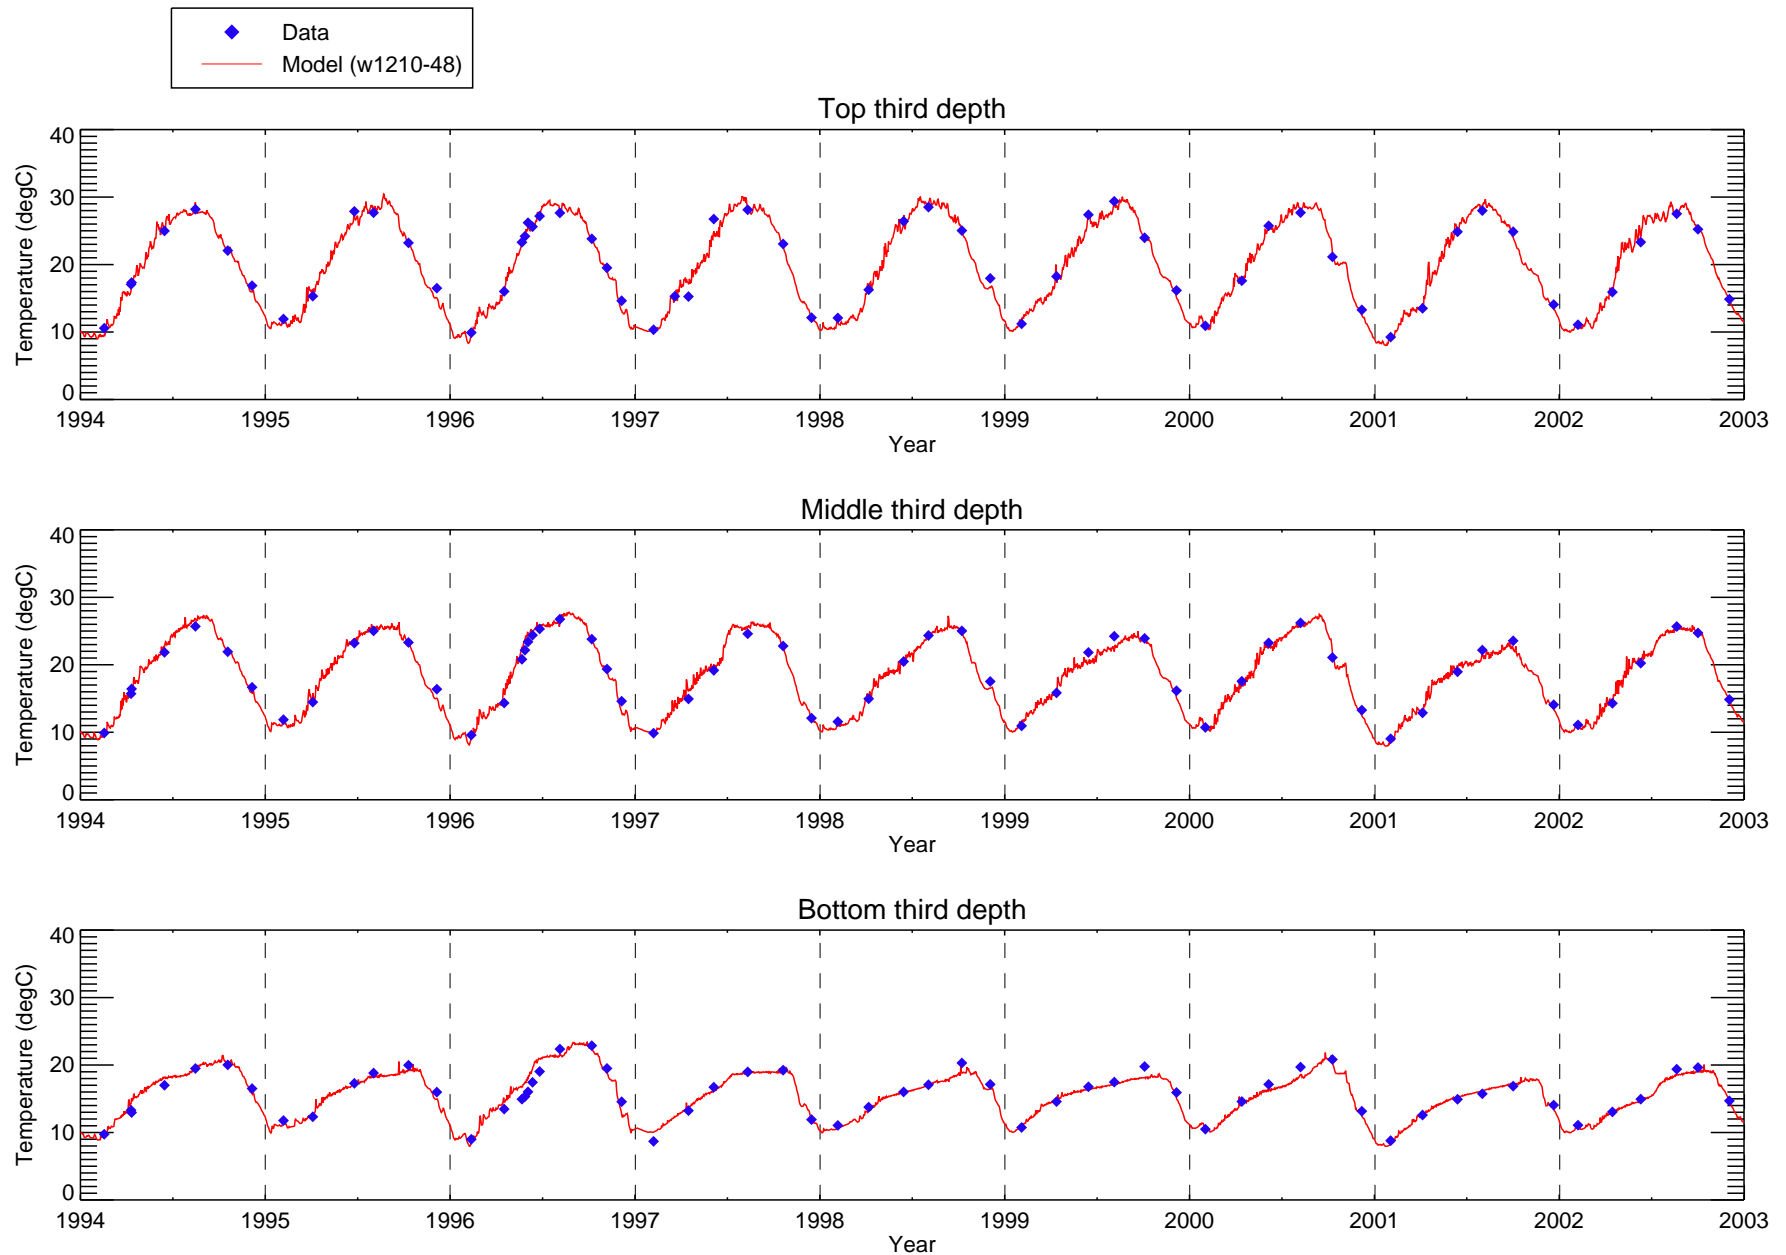 Data
Model (w1210-48)
Top third depth
Temperature (degC)
40
30
20
10
0
1994 1995 1996 1997 1998 1999 2000 2001 2002 2003
Year
Middle third depth
Temperature (degC)
40
30
20
10
0
1994 1995 1996 1997 1998 1999 2000 2001 2002 2003
Year
Bottom third depth
Temperature (degC)
40
30
20
10
0
1994 1995 1996 1997 1998 1999 2000 2001 2002 2003
Year